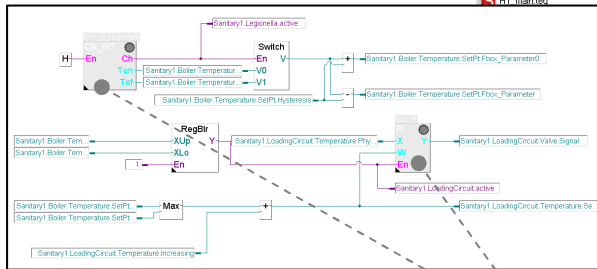 HT_main.teq
Sanitary1.Legionella.active
Clk_WT
Switch
H
En
Ch
En
V
Ton
Sanitary1.Boiler.Temperatur...
V0
Tof
Sanitary1.Boiler.Temperatur...
V1
+
Sanitary1.Boiler.Temperature.SetPt.Fbox_Parameter0
Sanitary1.Boiler.Temperature.SetPt.Hysteresis
-
Sanitary1.Boiler.Temperature.SetPt.Fbox_Parameter
RegBlr
Sanitary1.Boiler.Tem...
XUp
Y
Sanitary1.LoadingCircuit.Temperature.Phy...
X
Y
Sanitary1.LoadingCircuit.Valve.Signal
Sanitary1.Boiler.Tem...
XLo
W
1
En
En
Sanitary1.LoadingCircuit.active
Sanitary1.Boiler.Temperature.SetPt
Max
+
Sanitary1.LoadingCircuit.Temperature.Se...
Sanitary1.Boiler.Temperature.SetPt.
Sanitary1.LoadingCircuit.Temperature.Increasing